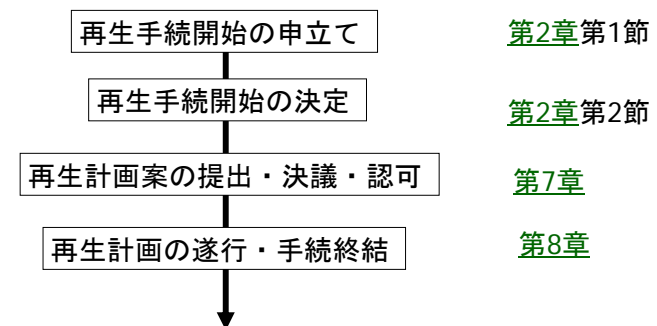 再生手続開始の申立て 第2章第1節
再生手続開始の決定 第2章第2節
再生計画案の提出・決議・認可 第7章
再生計画の遂行・手続終結 第8章